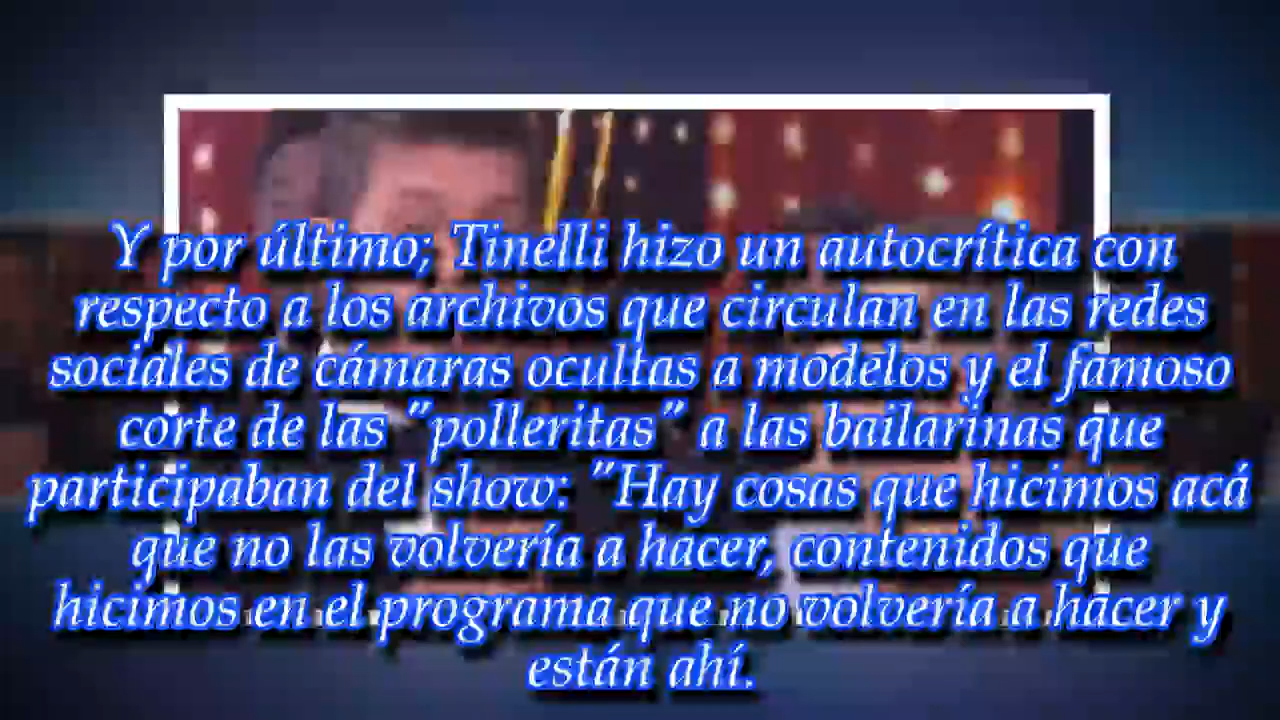 Y por último; Tinelli hizo un autocrítica con
respecto a los archivos que circulan en las redes
sociales de cámaras ocultas a modelos y el famoso
corte de las "polleritas" a las bailarinas que
participaban del show: "Hay cosas que hicimos acá
que no las volvería a hacer, contenidos que
hicimos en el programa que no volvería a hacer y
están ahí.